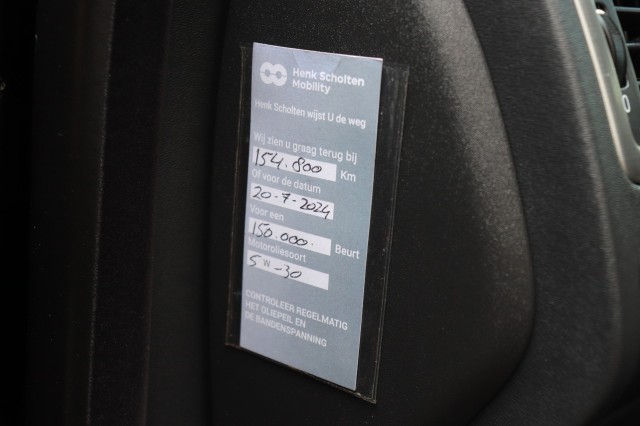 Henk Scholten
Mobility
Henk Scholten wijst U de weg
Wij zien u graag terug bij
154.800 Km
Of voor de datum
20-7-2024
Voor een
150.000. Beurt
Motoroliesoort
5W-30
CONTROLEER REGELMATIG
HET OLIEPEIL EN
DE BANDENSPANNING
0